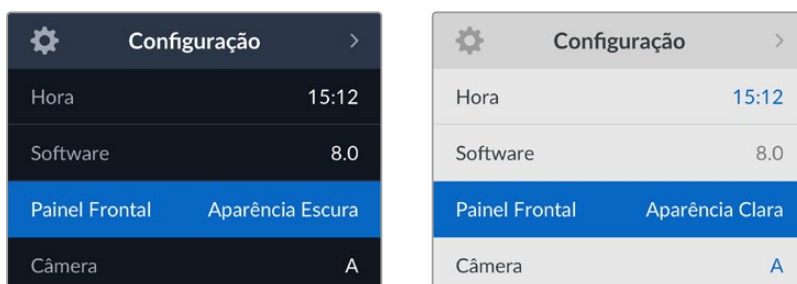 Configuração
Hora 15:12
Software 8.0
Painel Frontal Aparência Escura
Câmera A
Configuração
Hora 15:12
Software 8.0
Painel Frontal Aparência Clara
Câmera A